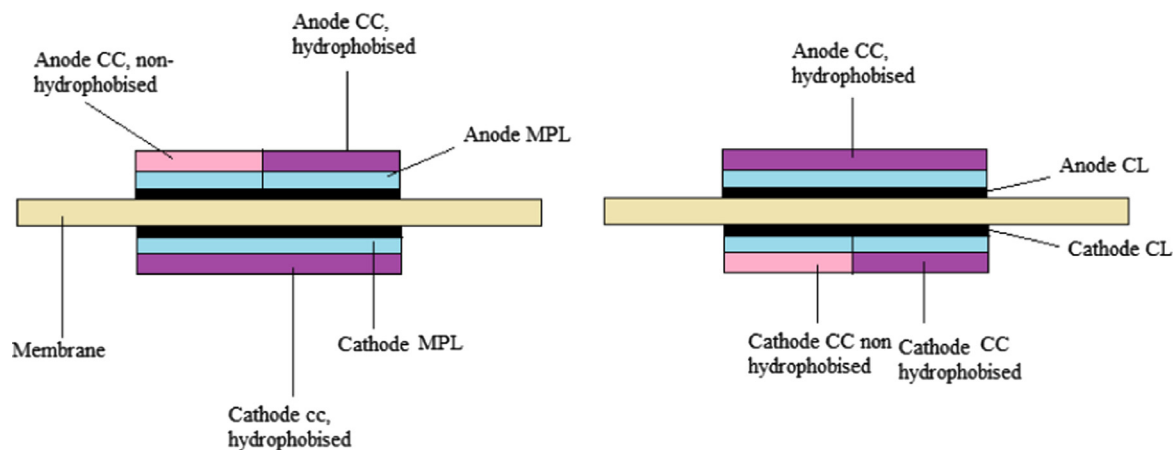 Anode CC, non-
hydrophobised
Anode CC,
hydrophobised
Anode MPL
Membrane
Cathode MPL
Cathode cc,
hydrophobised
Anode CC,
hydrophobised
Anode CL
Cathode CL
Cathode CC non
hydrophobised
Cathode CC
hydrophobised